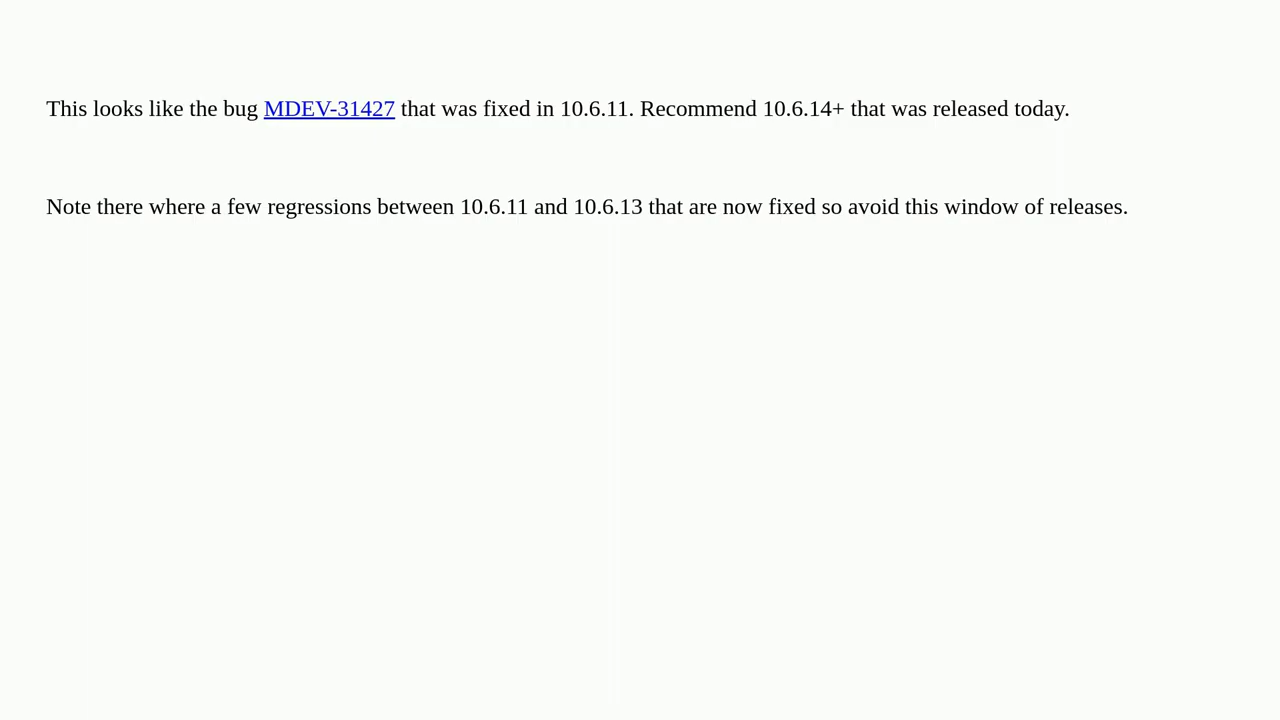 This looks like the bug MDEV-31427 that was fixed in 10.6.11. Recommend 10.6.14+ that was released today.
Note there where a few regressions between 10.6.11 and 10.6.13 that are now fixed so avoid this window of releases.